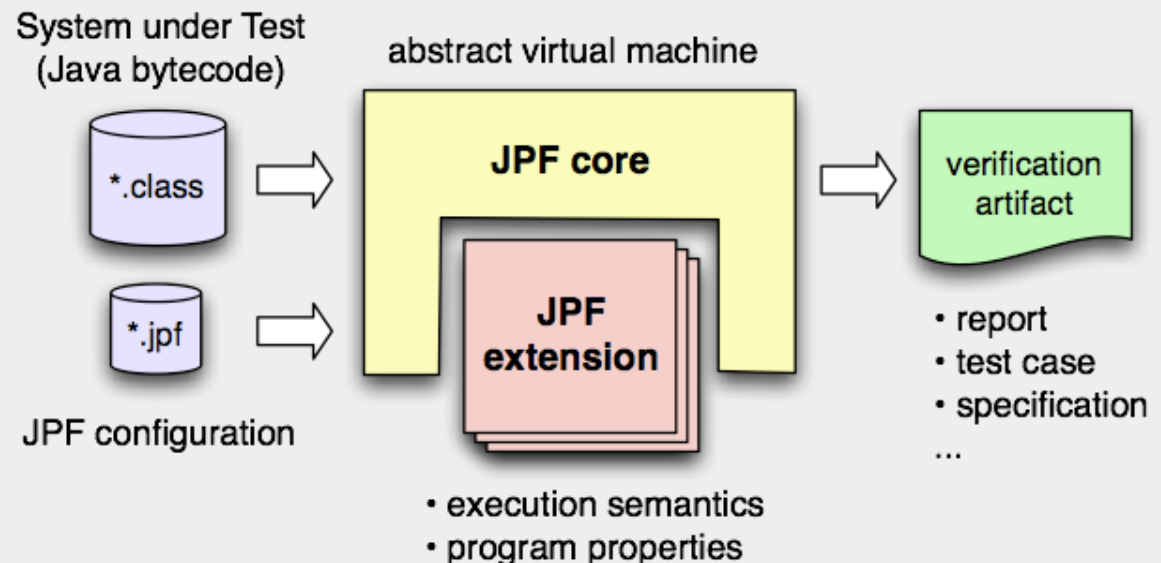 System under Test
(Java bytecode)
abstract virtual machine
*.class
JPF core
verification
artifact
*.jpf
JPF
extension
JPF configuration
• report
• test case
• specification
...
• execution semantics
• program properties